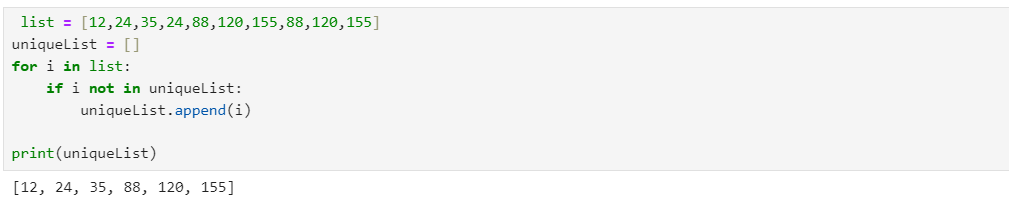 list = [12,24,35,24,88,120,155,88,120,155]
uniqueList = []
for i in list:
    if i not in uniqueList:
        uniqueList.append(i)

print(uniqueList)
[12, 24, 35, 88, 120, 155]